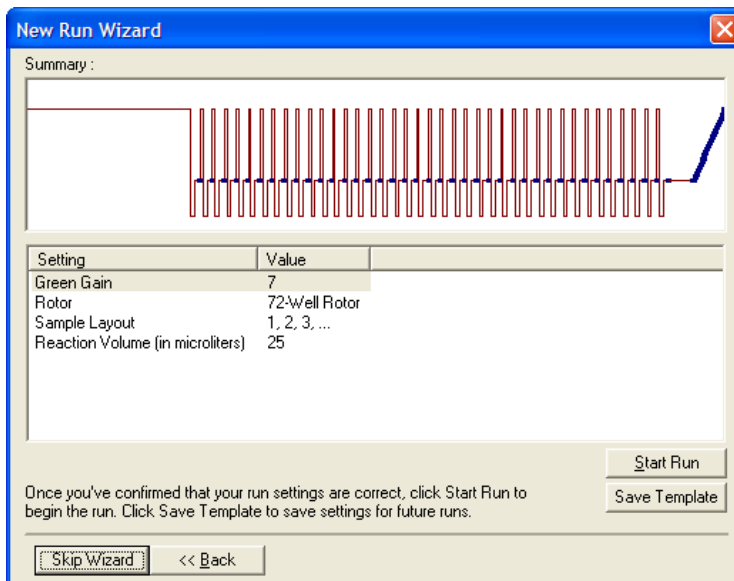 New Run Wizard
Summary :
Setting Value
Green Gain 7
Rotor 72-Well Rotor
Sample Layout 1, 2, 3, ...
Reaction Volume (in microliters) 25
Start Run
Once you've confirmed that your run settings are correct, click Start Run to
begin the run. Click Save Template to save settings for future runs.
Save Template
Skip Wizard << Back